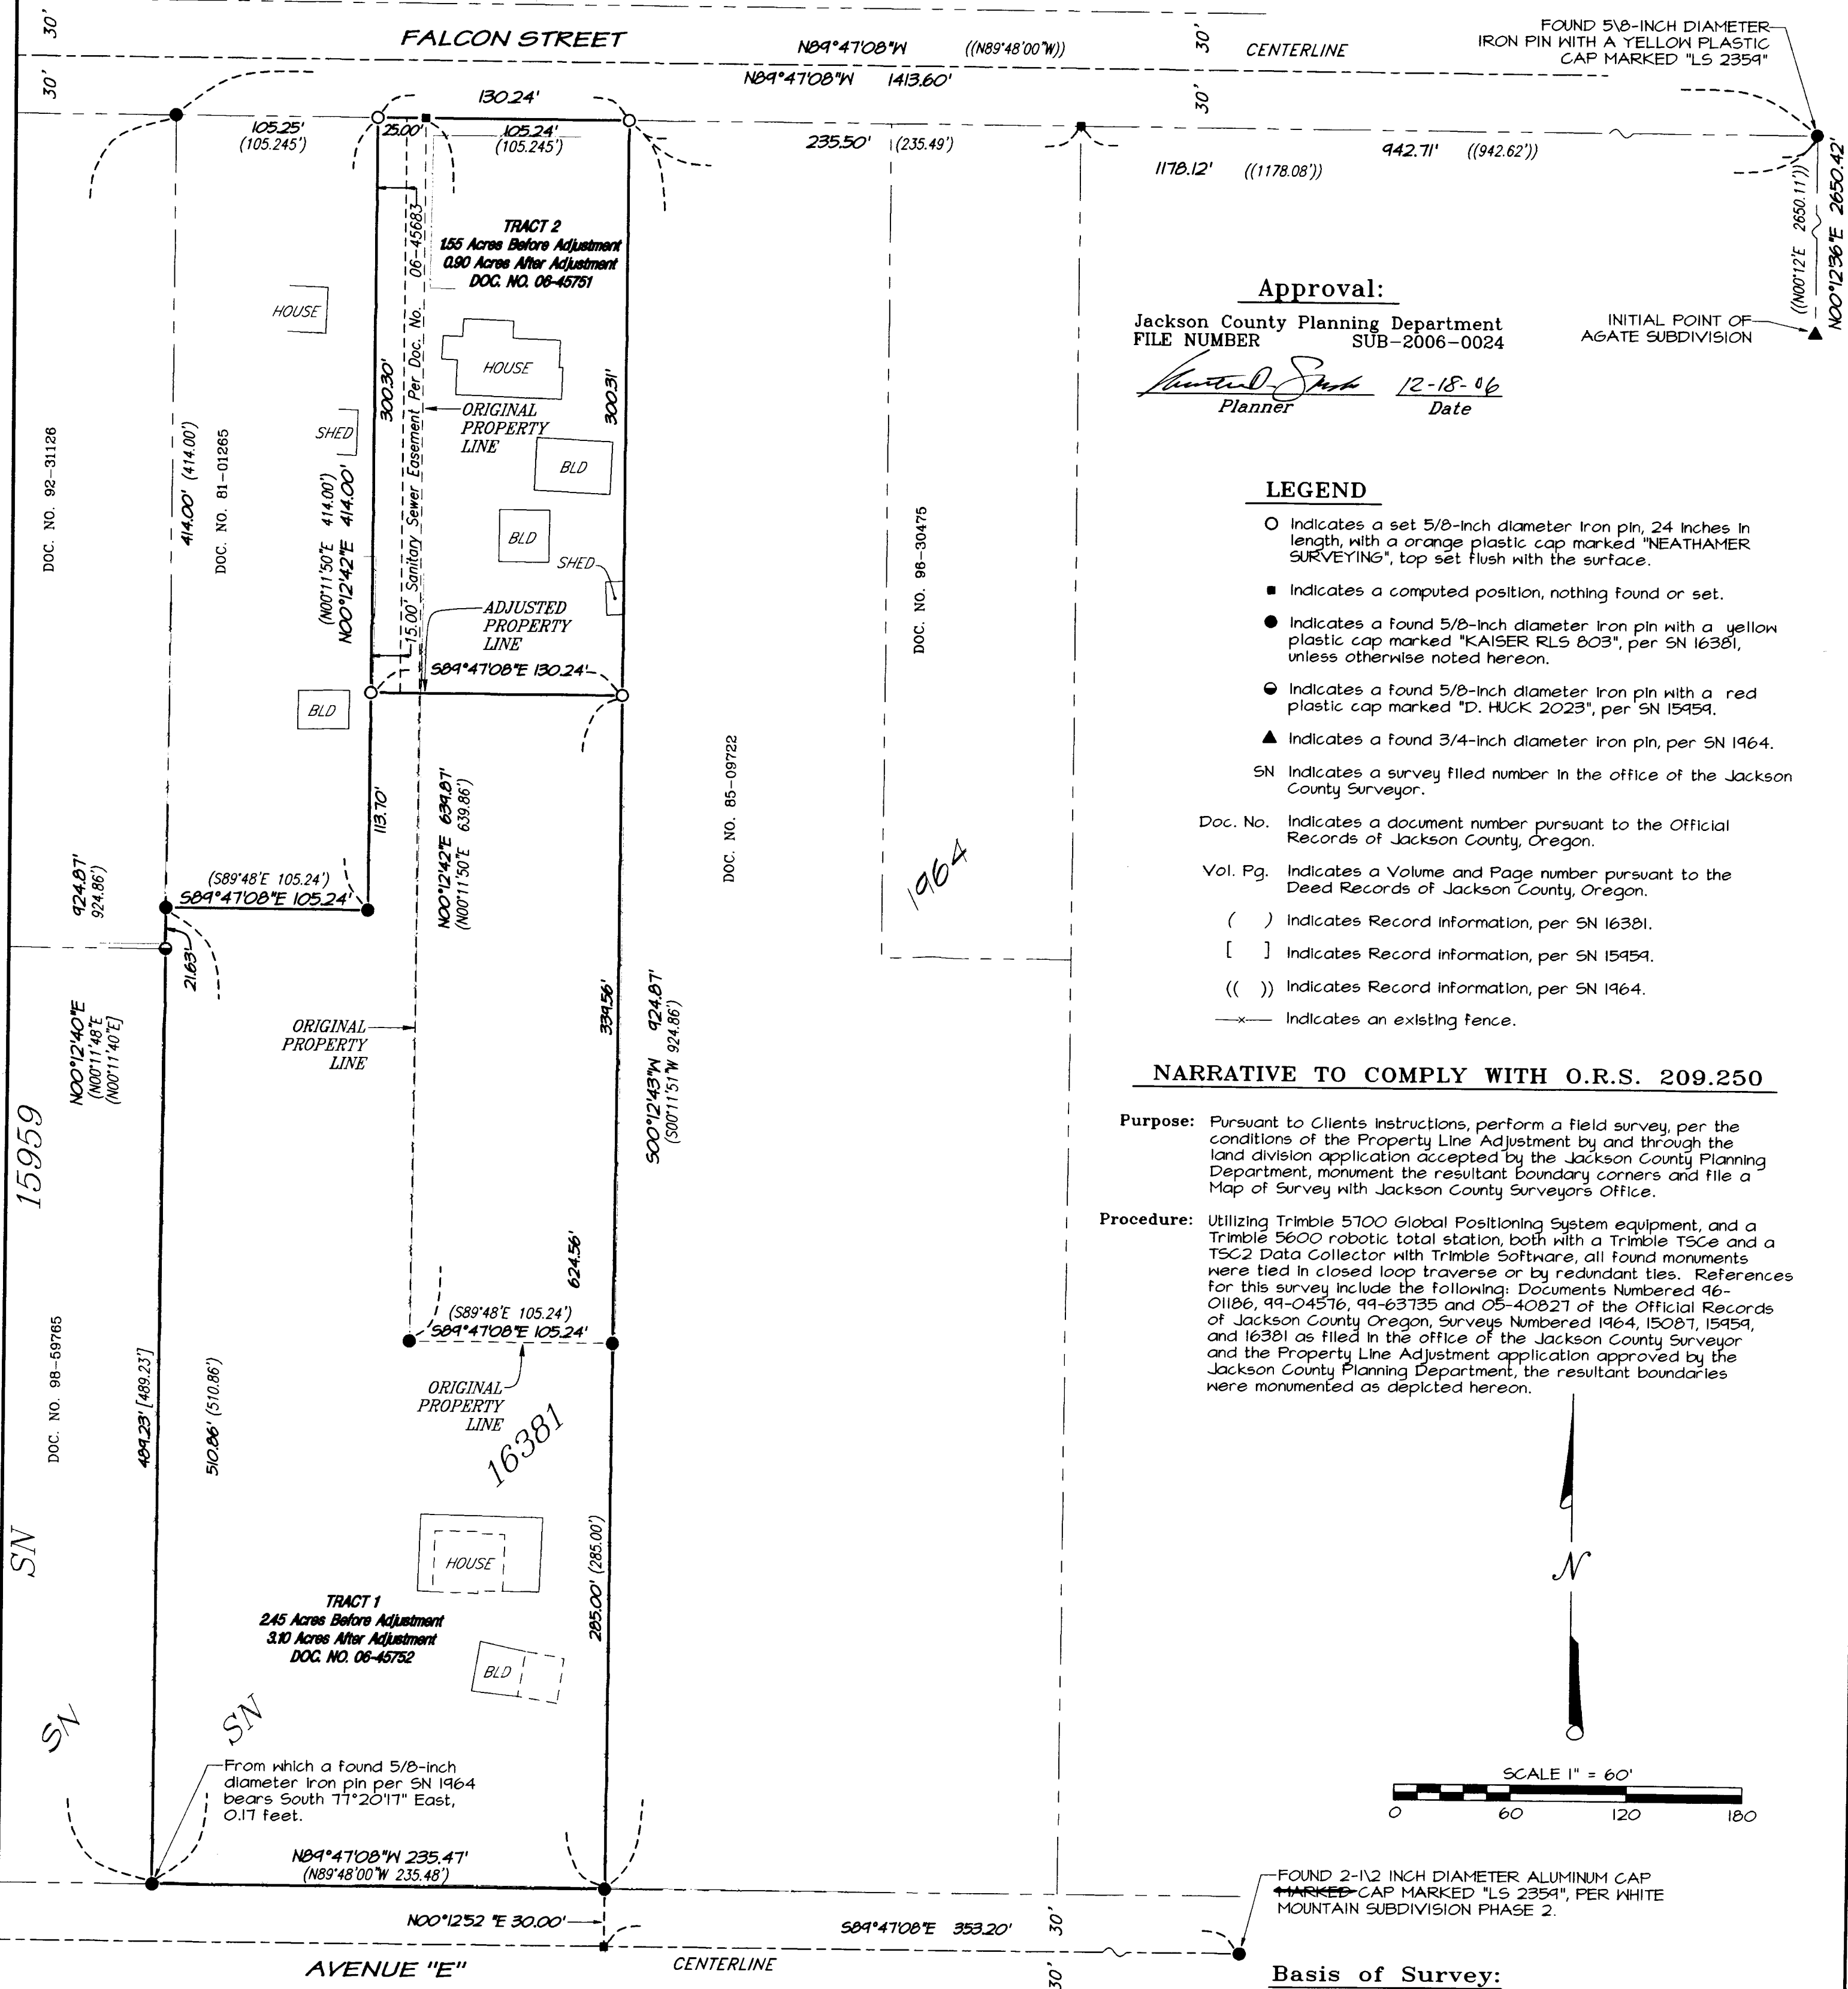 30'
FALCON STREET
N89°47'08"W ((N89°48'00"W))
30'
CENTERLINE
FOUND 5\8-INCH DIAMETER
IRON PIN WITH A YELLOW PLASTIC
CAP MARKED "LS 2359"
30'
N89°47'08"W 1413.60'
30'
130.24'
105.25'
(105.245')
25.00'
105.24'
(105.245')
235.50' (235.49')
942.71' ((942.62'))
1178.12' ((1178.08'))
((N00°12'E 2650.11'))
N00°12'36"E 2650.42'
INITIAL POINT OF
AGATE SUBDIVISION
TRACT 2
1.55 Acres Before Adjustment
0.90 Acres After Adjustment
DOC. NO. 06-45751
HOUSE
HOUSE
300.30'
300.31'
15.00' Sanitary Sewer Easement Per Doc. No. 06-45683
ORIGINAL
PROPERTY
LINE
SHED
BLD
BLD
SHED
DOC. NO. 92-31126
414.00' (414.00')
DOC. NO. 81-01265
(N00°11'50"E 414.00')
N00°12'42"E 414.00'
ADJUSTED
PROPERTY
LINE
S89°47'08"E 130.24'
BLD
DOC. NO. 96-30475
DOC. NO. 85-09722
113.70'
N00°12'42"E 639.87'
(N00°11'50"E 639.86')
924.87'
924.86')
(S89°48'E 105.24')
S89°47'08"E 105.24'
21.63'
1964
N00°12'40"E
(N00°11'48"E
(N00°11'40"E]
ORIGINAL
PROPERTY
LINE
339.56'
S00°12'43"W 924.87'
(S00°11'51"W 924.86')
15959
SN
624.56'
(S89°48'E 105.24')
S89°47'08"E 105.24'
ORIGINAL
PROPERTY
LINE
16381
DOC. NO. 98-59765
489.23' [489.23']
510.86' (510.86')
HOUSE
285.00' (285.00')
TRACT 1
2.45 Acres Before Adjustment
3.10 Acres After Adjustment
DOC. NO. 06-45752
BLD
SN
SN
From which a found 5/8-inch
diameter iron pin per SN 1964
bears South 77°20'17" East,
0.17 feet.
N89°47'08"W 235.47'
(N89°48'00"W 235.48')
N00°12'52"E 30.00'
S89°47'08"E 353.20'
30'
30'
AVENUE "E"
CENTERLINE
Approval:
Jackson County Planning Department
FILE NUMBER SUB-2006-0024
12-18-06
Planner Date
LEGEND
Indicates a set 5/8-inch diameter iron pin, 24 inches in
length, with a orange plastic cap marked "NEATHAMER
SURVEYING", top set flush with the surface.
Indicates a computed position, nothing found or set.
Indicates a found 5/8-inch diameter iron pin with a yellow
plastic cap marked "KAISER RLS 803", per SN 16381,
unless otherwise noted hereon.
Indicates a found 5/8-inch diameter iron pin with a red
plastic cap marked "D. HUCK 2023", per SN 15959.
Indicates a found 3/4-inch diameter iron pin, per SN 1964.
SN Indicates a survey filed number in the office of the Jackson
County Surveyor.
Doc. No. Indicates a document number pursuant to the Official
Records of Jackson County, Oregon.
Vol. Pg. Indicates a Volume and Page number pursuant to the
Deed Records of Jackson County, Oregon.
( ) Indicates Record information, per SN 16381.
[ ] Indicates Record information, per SN 15959.
(( )) Indicates Record information, per SN 1964.
—x— Indicates an existing fence.
NARRATIVE TO COMPLY WITH O.R.S. 209.250
Purpose: Pursuant to Clients instructions, perform a field survey, per the
conditions of the Property Line Adjustment by and through the
land division application accepted by the Jackson County Planning
Department, monument the resultant boundary corners and file a
Map of Survey with Jackson County Surveyors Office.
Procedure: Utilizing Trimble 5700 Global Positioning System equipment, and a
Trimble 5600 robotic total station, both with a Trimble TSCe and a
TSC2 Data Collector with Trimble Software, all found monuments
were tied in closed loop traverse or by redundant ties. References
for this survey include the following: Documents Numbered 96-
01186, 99-04576, 99-63735 and 05-40827 of the Official Records
of Jackson County Oregon, Surveys Numbered 1964, 15087, 15959,
and 16381 as filed in the office of the Jackson County Surveyor
and the Property Line Adjustment application approved by the
Jackson County Planning Department, the resultant boundaries
were monumented as depicted hereon.
N
SCALE 1" = 60'
0 60 120 180
FOUND 2-1\2 INCH DIAMETER ALUMINUM CAP
MARKED CAP MARKED "LS 2359", PER WHITE
MOUNTAIN SUBDIVISION PHASE 2.
Basis of Survey: